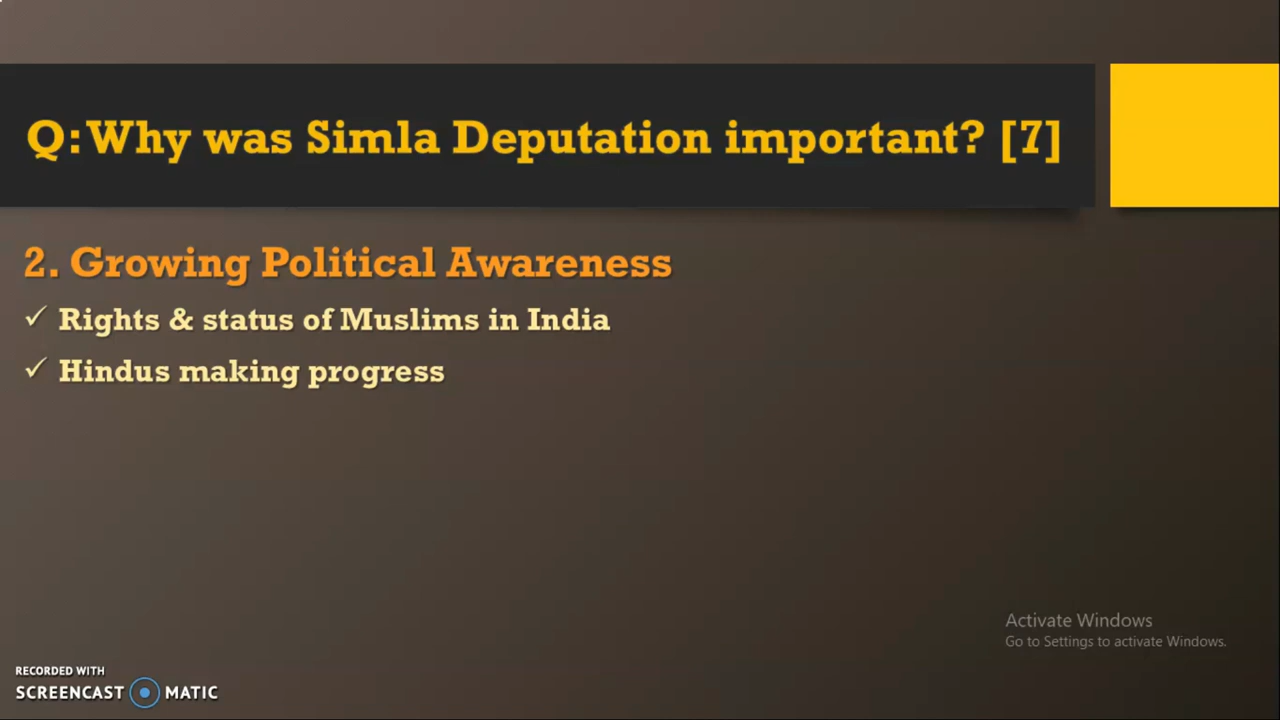 Q: Why was Simla Deputation important? [7]
2. Growing Political Awareness
✓ Rights & status of Muslims in India
✓ Hindus making progress
Activate Windows
Go to Settings to activate Windows.
RECORDED WITH
SCREENCAST MATIC